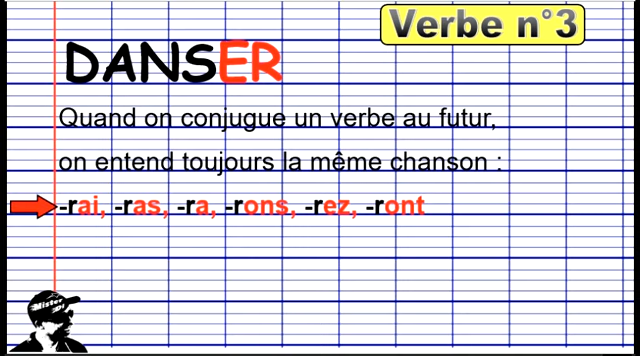 Verbe n°3
DANSER
Quand on conjugue un verbe au futur,
on entend toujours la même chanson :
-rai, -ras, -ra, -rons, -rez, -ront
Mister